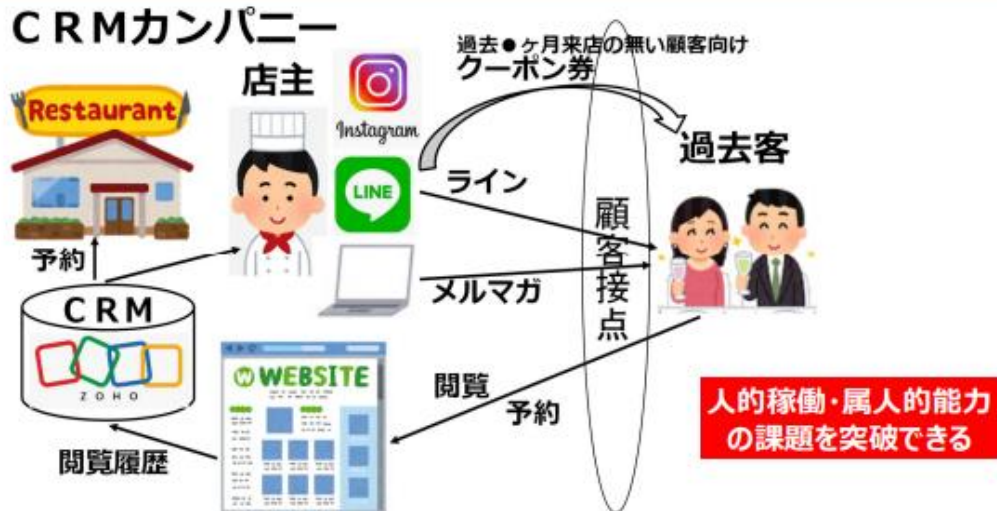 CRMカンパニー
過去●ヶ月来店の無い顧客向け
クーポン券
店主
Restaurant
Instagram
過去客
LINE
ライン
顧客接点
予約
メルマガ
CRM
ZOHO
WEBSITE
閲覧
予約
人的稼働・属人的能力
の課題を突破できる
閲覧履歴